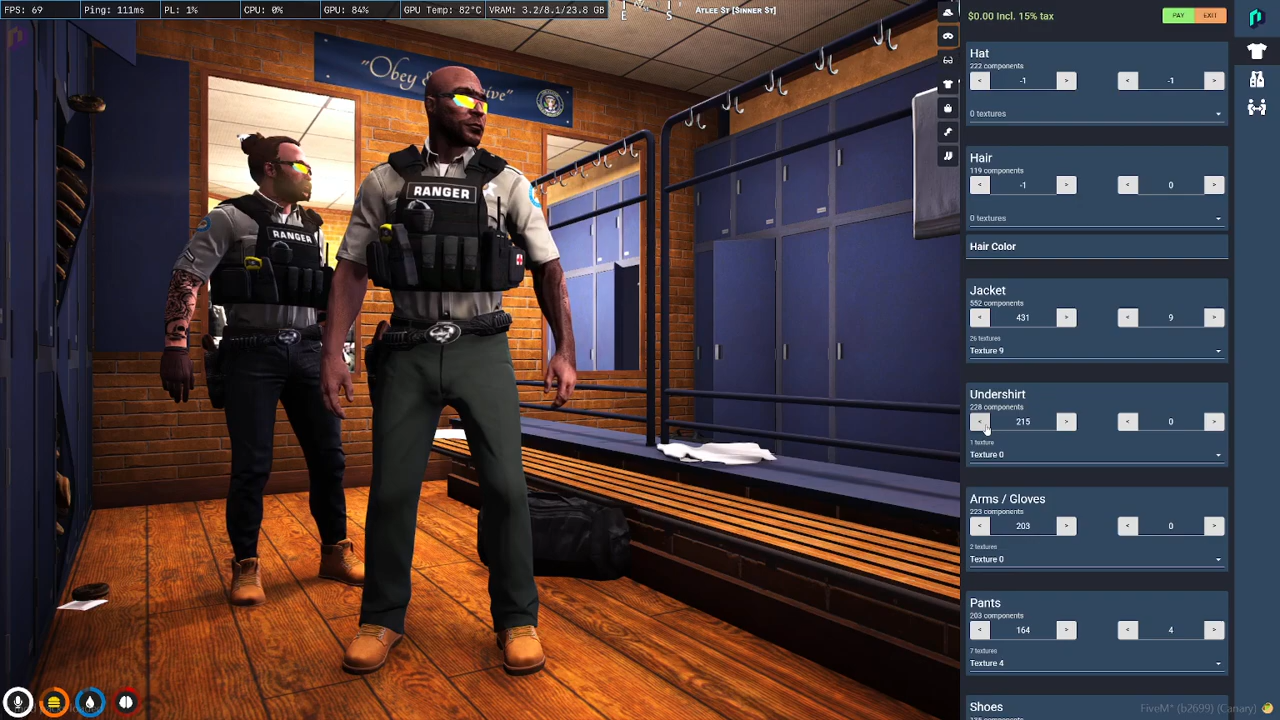 FPS: 69
Ping: 111ms
PL: 1%
CPU: 0%
GPU: 84%
GPU Temp: 82°C
VRAM: 3.2/8.1/23.8 GB
E
S
Atlee St [Sinner St]
"Obey
RANGER
RANGER
$0.00 Incl. 15% tax
PAY
EXIT
Hat
222 components
< -1 >
< -1 >
0 textures
Hair
119 components
< -1 >
< 0 >
0 textures
Hair Color
Jacket
552 components
< 431 >
< 9 >
26 textures
Texture 9
Undershirt
228 components
< 215 >
< 0 >
1 texture
Texture 0
Arms / Gloves
223 components
< 203 >
< 0 >
2 textures
Texture 0
Pants
203 components
< 164 >
< 4 >
7 textures
Texture 4
Shoes
FiveM* (b2699) (Canary)